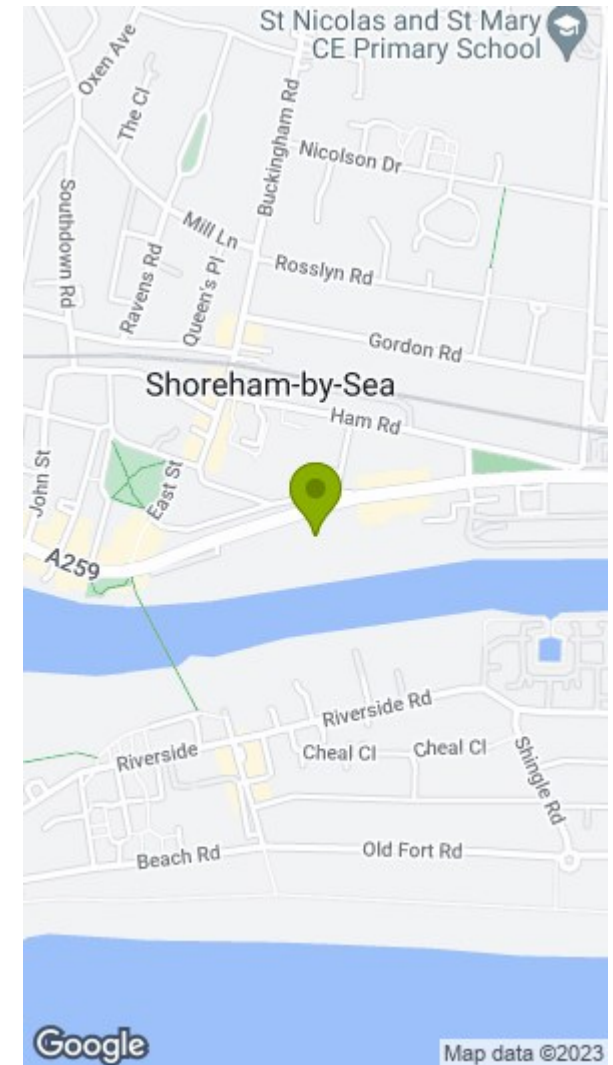 St Nicolas and St Mary
CE Primary School
Oxen Ave
The Cl
Buckingham Rd
Nicolson Dr
Southdown Rd
Mill Ln
Ravens Rd
Queen's Pl
Rosslyn Rd
Gordon Rd
Shoreham-by-Sea
Ham Rd
John St
East St
A259
Riverside Rd
Riverside
Cheal Cl
Cheal Cl
Shingle Rd
Beach Rd
Old Fort Rd
Google
Map data ©2023